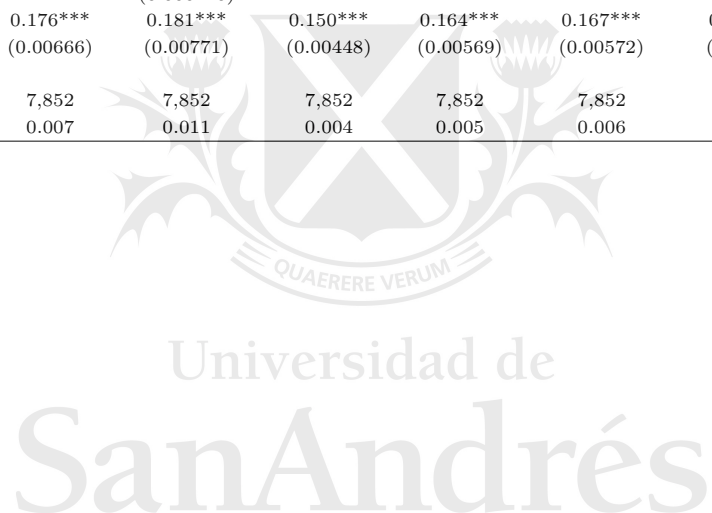 0.176*** 0.181*** 0.150*** 0.164*** 0.167***
(0.00666) (0.00771) (0.00448) (0.00569) (0.00572)
7,852 7,852 7,852 7,852 7,852
0.007 0.011 0.004 0.005 0.006
QUAERERE VERUM
Universidad de
SanAndrés